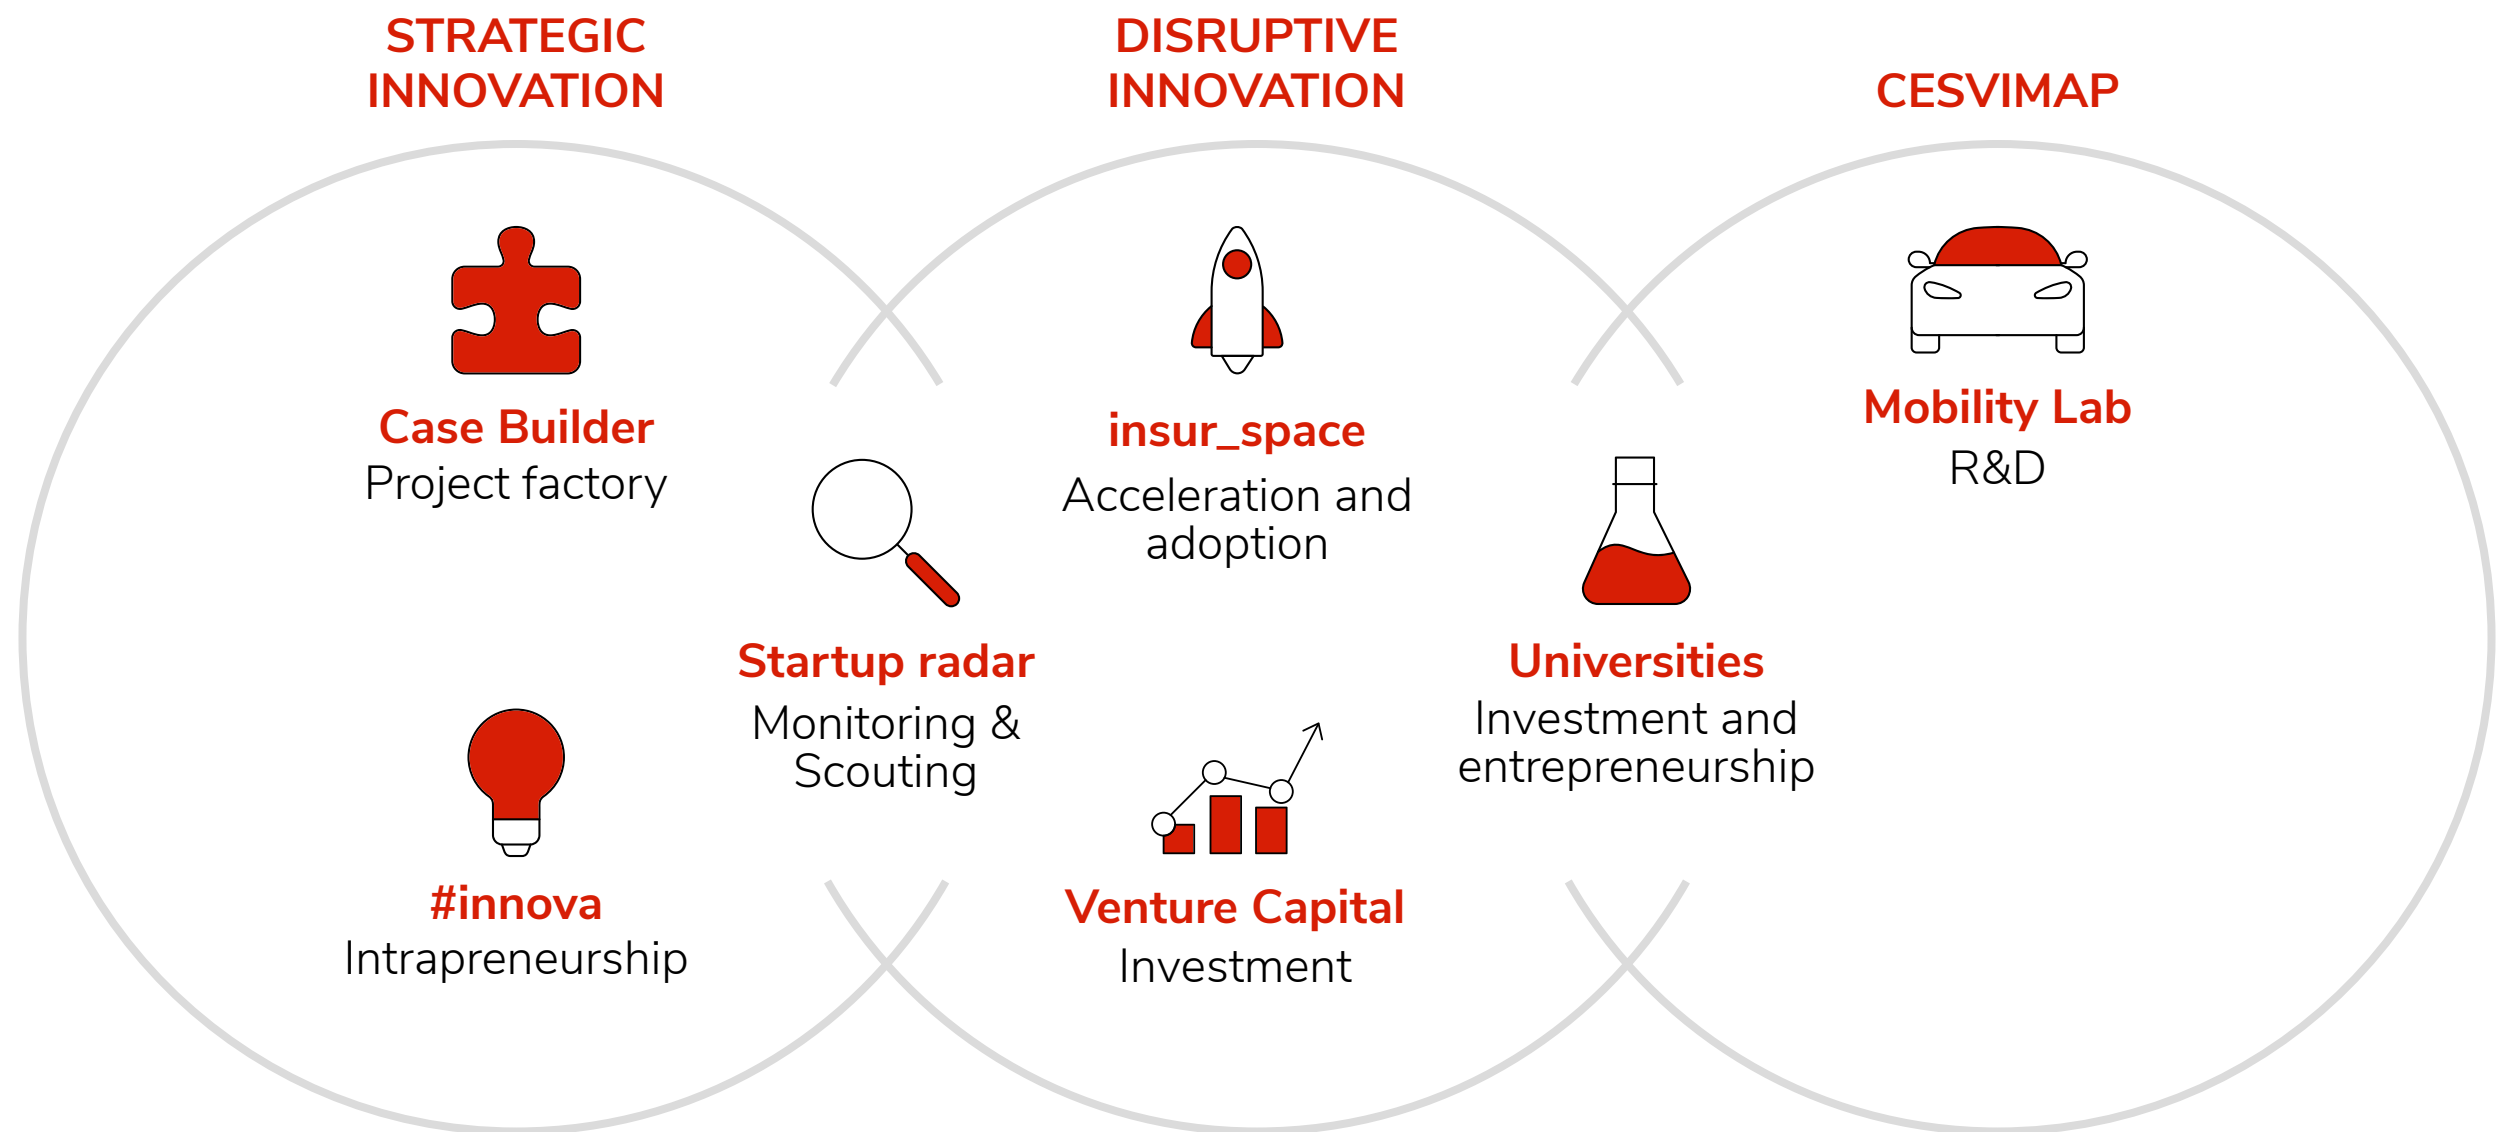 STRATEGIC
INNOVATION
DISRUPTIVE
INNOVATION
CESVIMAP
Case Builder
Project factory
#innova
Intrapreneurship
Startup radar
Monitoring &
Scouting
insur_space
Acceleration and
adoption
Venture Capital
Investment
Universities
Investment and
entrepreneurship
Mobility Lab
R&D